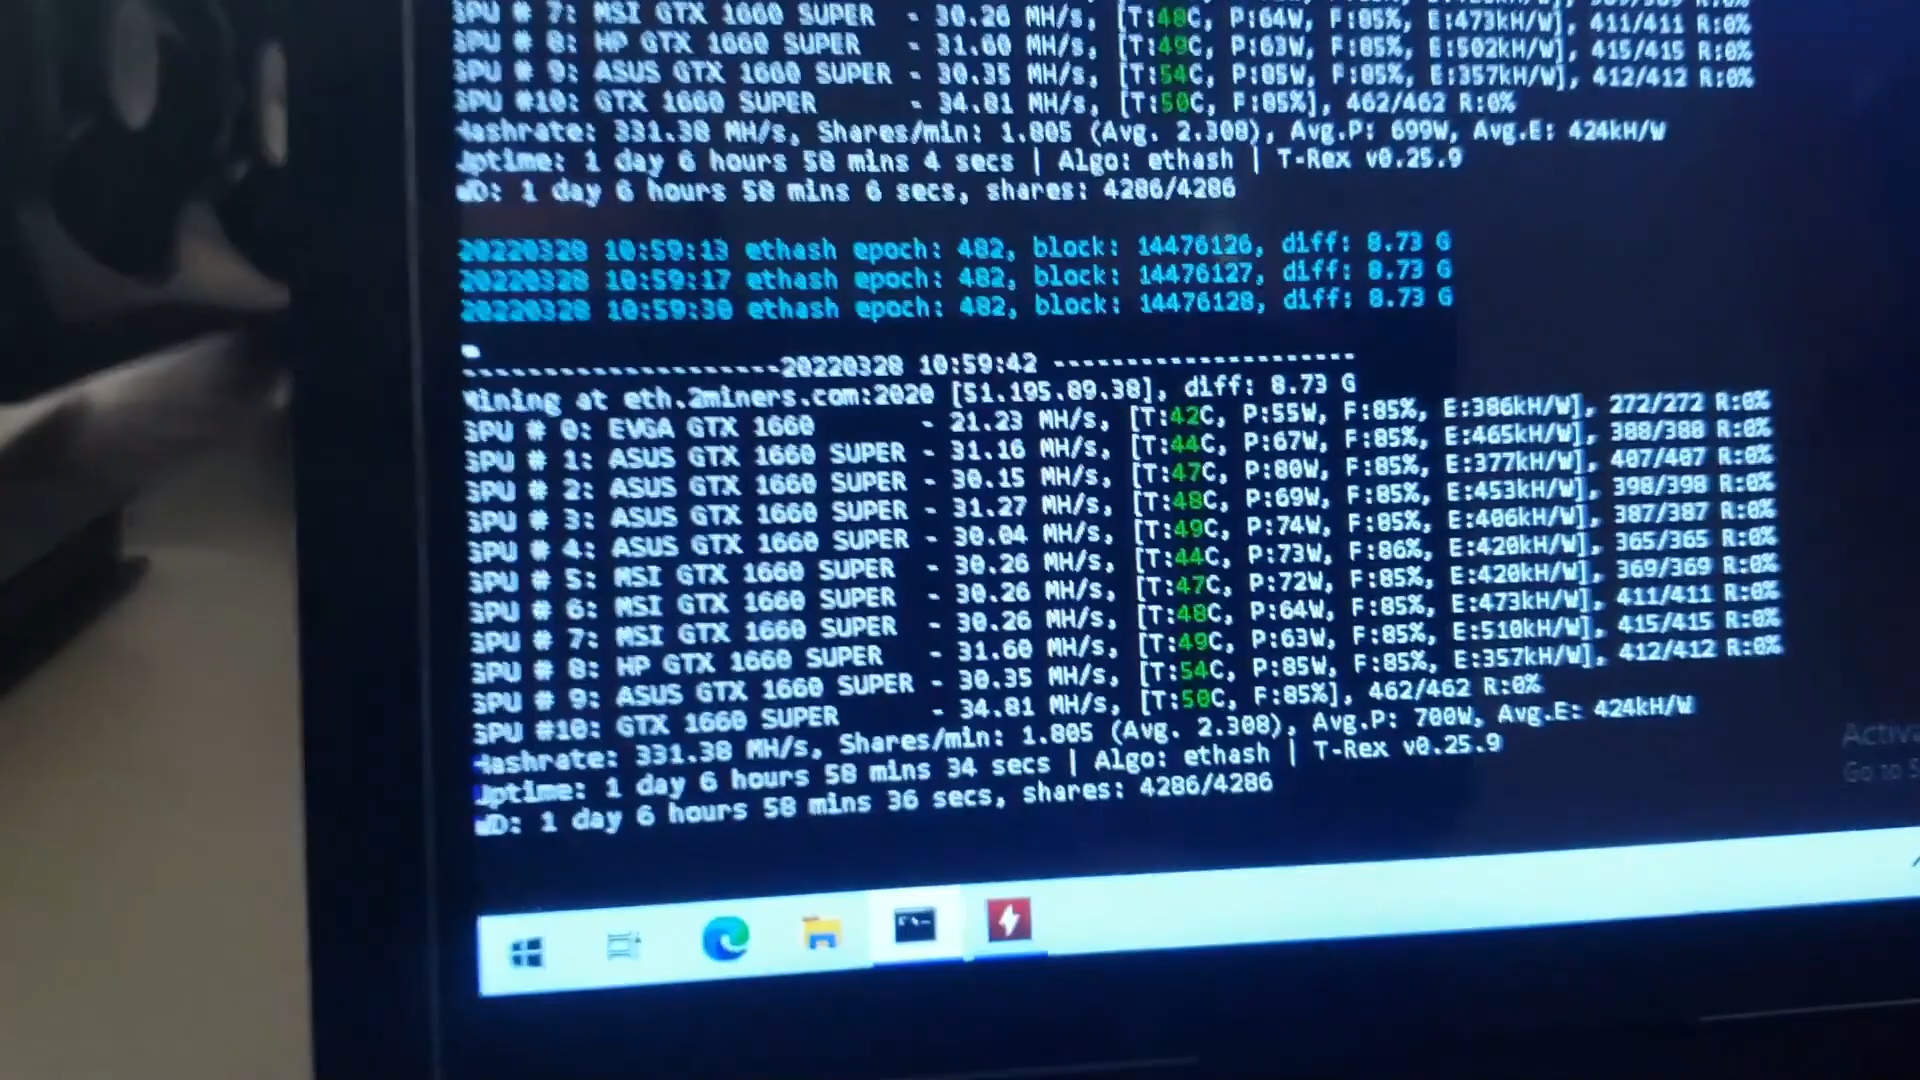 GPU # 7: MSI GTX 1660 SUPER - 30.26 MH/s, [T:48C, P:64W, F:85%, E:473kH/W], 411/411 R:0%
GPU # 8: HP GTX 1660 SUPER - 31.60 MH/s, [T:49C, P:63W, F:85%, E:502kH/W], 415/415 R:0%
GPU # 9: ASUS GTX 1660 SUPER - 30.35 MH/s, [T:54C, P:85W, F:85%, E:357kH/W], 412/412 R:0%
GPU #10: GTX 1660 SUPER - 34.81 MH/s, [T:50C, F:85%], 462/462 R:0%
Hashrate: 331.38 MH/s, Shares/min: 1.805 (Avg. 2.308), Avg.P: 699W, Avg.E: 424kH/W
Uptime: 1 day 6 hours 58 mins 4 secs | Algo: ethash | T-Rex v0.25.9
WD: 1 day 6 hours 58 mins 6 secs, shares: 4286/4286
20220328 10:59:13 ethash epoch: 482, block: 14476126, diff: 8.73 G
20220328 10:59:17 ethash epoch: 482, block: 14476127, diff: 8.73 G
20220328 10:59:30 ethash epoch: 482, block: 14476128, diff: 8.73 G
--------------------20220328 10:59:42 ---------------------
Mining at eth.2miners.com:2020 [51.195.89.38], diff: 8.73 G
GPU # 0: EVGA GTX 1660 - 21.23 MH/s, [T:42C, P:55W, F:85%, E:386kH/W], 272/272 R:0%
GPU # 1: ASUS GTX 1660 SUPER - 31.16 MH/s, [T:44C, P:67W, F:85%, E:465kH/W], 388/388 R:0%
GPU # 2: ASUS GTX 1660 SUPER - 30.15 MH/s, [T:47C, P:80W, F:85%, E:377kH/W], 407/407 R:0%
GPU # 3: ASUS GTX 1660 SUPER - 31.27 MH/s, [T:48C, P:69W, F:85%, E:453kH/W], 398/398 R:0%
GPU # 4: ASUS GTX 1660 SUPER - 30.04 MH/s, [T:49C, P:74W, F:85%, E:406kH/W], 387/387 R:0%
GPU # 5: MSI GTX 1660 SUPER - 30.26 MH/s, [T:44C, P:73W, F:86%, E:420kH/W], 365/365 R:0%
GPU # 6: MSI GTX 1660 SUPER - 30.26 MH/s, [T:47C, P:72W, F:85%, E:420kH/W], 369/369 R:0%
GPU # 7: MSI GTX 1660 SUPER - 30.26 MH/s, [T:48C, P:64W, F:85%, E:473kH/W], 411/411 R:0%
GPU # 8: HP GTX 1660 SUPER - 31.60 MH/s, [T:49C, P:63W, F:85%, E:510kH/W], 415/415 R:0%
GPU # 9: ASUS GTX 1660 SUPER - 30.35 MH/s, [T:54C, P:85W, F:85%, E:357kH/W], 412/412 R:0%
GPU #10: GTX 1660 SUPER - 34.81 MH/s, [T:50C, F:85%], 462/462 R:0%
Hashrate: 331.38 MH/s, Shares/min: 1.805 (Avg. 2.308), Avg.P: 700W, Avg.E: 424kH/W
Uptime: 1 day 6 hours 58 mins 34 secs | Algo: ethash | T-Rex v0.25.9
WD: 1 day 6 hours 58 mins 36 secs, shares: 4286/4286
Activa
Go to S